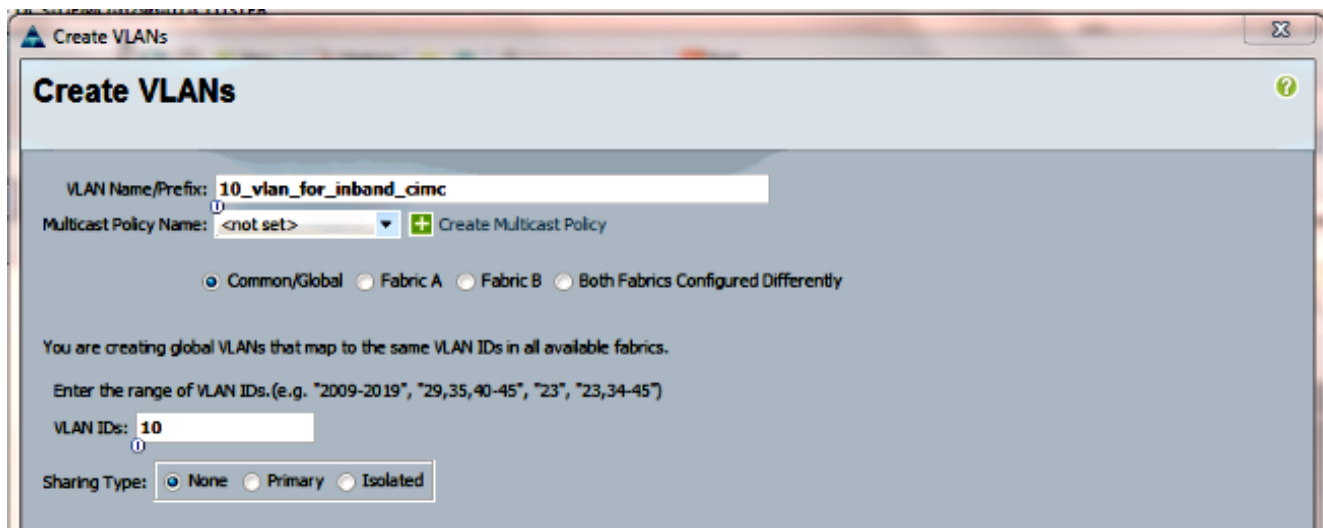 Create VLANs
Create VLANs
VLAN Name/Prefix: 10_vlan_for_inband_cimc
Multicast Policy Name: <not set> Create Multicast Policy
Common/Global Fabric A Fabric B Both Fabrics Configured Differently
You are creating global VLANs that map to the same VLAN IDs in all available fabrics.
Enter the range of VLAN IDs.(e.g. "2009-2019", "29,35,40-45", "23", "23,34-45")
VLAN IDs: 10
Sharing Type: None Primary Isolated